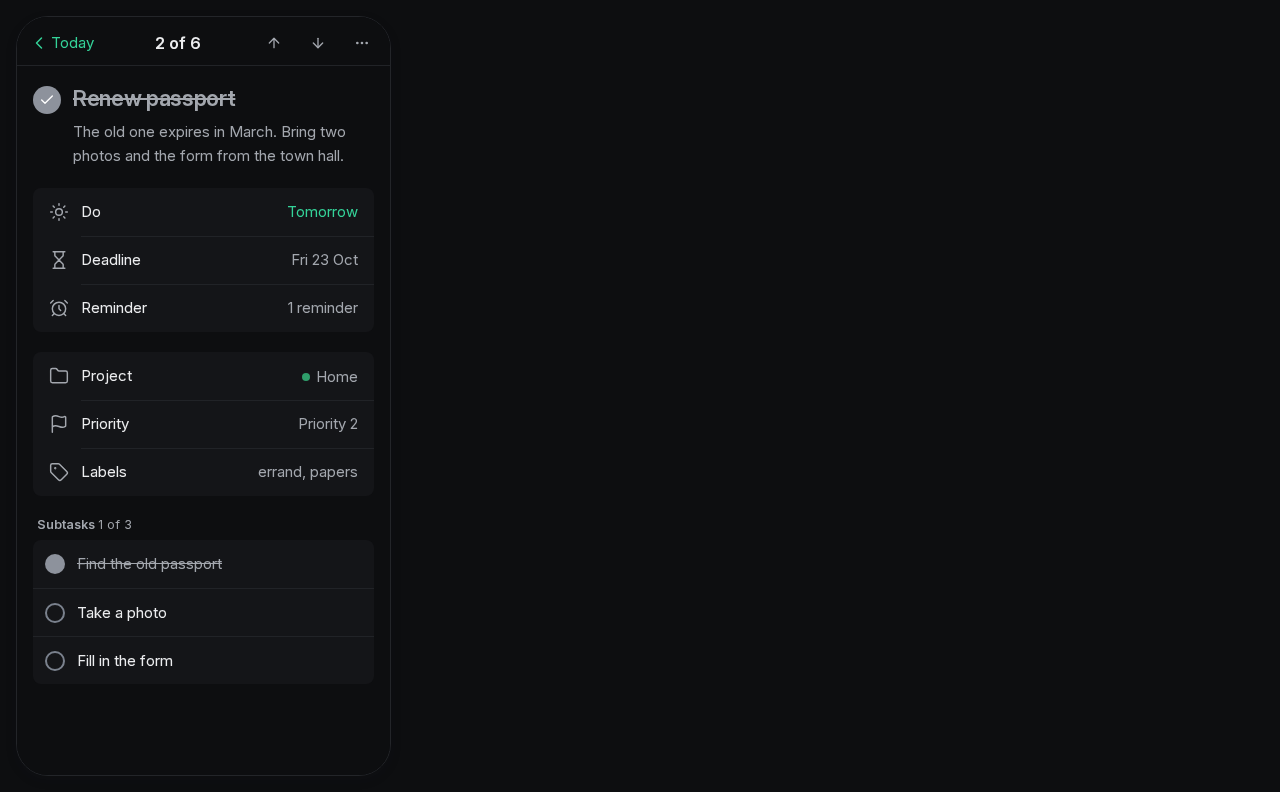 Today
2 of 6
Renew passport
The old one expires in March. Bring two
photos and the form from the town hall.
Do
Tomorrow
Deadline
Fri 23 Oct
Reminder
1 reminder
Project
Home
Priority
Priority 2
Labels
errand, papers
Subtasks 1 of 3
Find the old passport
Take a photo
Fill in the form